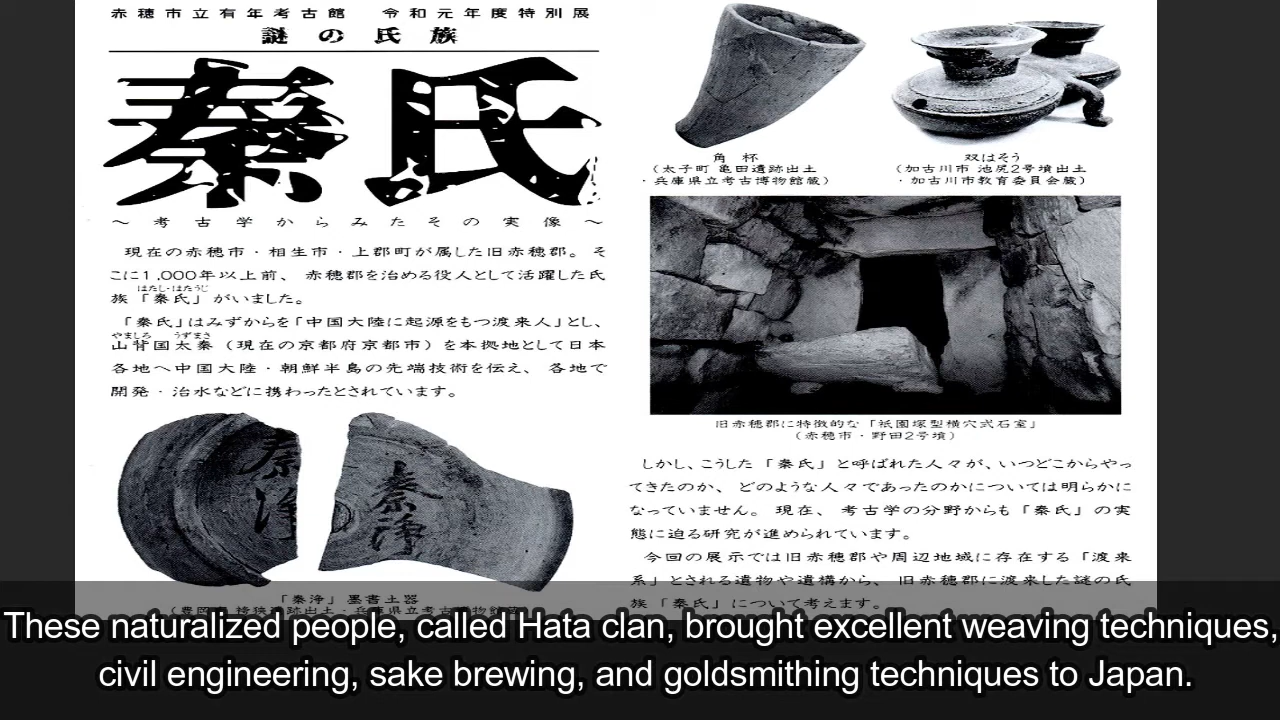 赤穂市立有年考古館 令和元年度特別展
謎の氏族
秦氏
～考古学からみたその実像～
現在の赤穂市・相生市・上郡町が属した旧赤穂郡。そ
こに1,000年以上前、赤穂郡を治める役人として活躍した氏
はたし・はたうじ
族「秦氏」がいました。
「秦氏」はみずからを「中国大陸に起源をもつ渡来人」とし、
やましろ うずまさ
山背国太秦（現在の京都府京都市）を本拠地として日本
各地へ中国大陸・朝鮮半島の先端技術を伝え、各地で
開発・治水などに携わったとされています。
秦浄
秦浄
「秦浄」墨書土器
角杯
（太子町 亀田遺跡出土
・兵庫県立考古博物館蔵）
双はそう
（加古川市 池尻2号墳出土
・加古川市教育委員会蔵）
旧赤穂郡に特徴的な「祇園塚型横穴式石室」
（赤穂市・野田2号墳）
しかし、こうした「秦氏」と呼ばれた人々が、いつどこからやっ
てきたのか、どのような人々であったのかについては明らかに
なっていません。現在、考古学の分野からも「秦氏」の実
態に迫る研究が進められています。
今回の展示では旧赤穂郡や周辺地域に存在する「渡来
系」とされる遺物や遺構から、旧赤穂郡に渡来した謎の氏
族「秦氏」について考えます。
These naturalized people, called Hata clan, brought excellent weaving techniques,
civil engineering, sake brewing, and goldsmithing techniques to Japan.